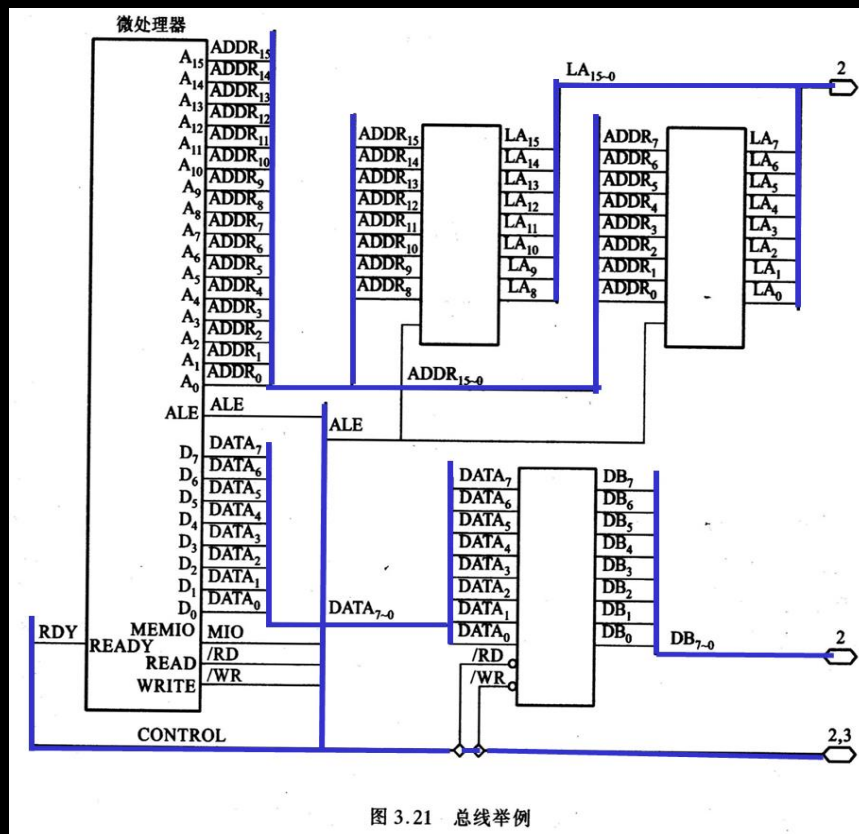 微处理器
A15 ADDR15
A14 ADDR14
A13 ADDR13
A12 ADDR12
A11 ADDR11
A10 ADDR10
A9 ADDR9
A8 ADDR8
A7 ADDR7
A6 ADDR6
A5 ADDR5
A4 ADDR4
A3 ADDR3
A2 ADDR2
A1 ADDR1
A0 ADDR0
ALE ALE
D7 DATA7
D6 DATA6
D5 DATA5
D4 DATA4
D3 DATA3
D2 DATA2
D1 DATA1
D0 DATA0
MEMIO MIO
RDY READY
READ /RD
WRITE /WR
CONTROL
ADDR15 LA15
ADDR14 LA14
ADDR13 LA13
ADDR12 LA12
ADDR11 LA11
ADDR10 LA10
ADDR9 LA9
ADDR8 LA8
LA15~0
2
ADDR7 LA7
ADDR6 LA6
ADDR5 LA5
ADDR4 LA4
ADDR3 LA3
ADDR2 LA2
ADDR1 LA1
ADDR0 LA0
ADDR15~0
ALE
DATA7 DB7
DATA6 DB6
DATA5 DB5
DATA4 DB4
DATA3 DB3
DATA2 DB2
DATA1 DB1
DATA0 DB0
DATA7~0
/RD
/WR
DB7~0
2
2,3
图 3.21 总线举例